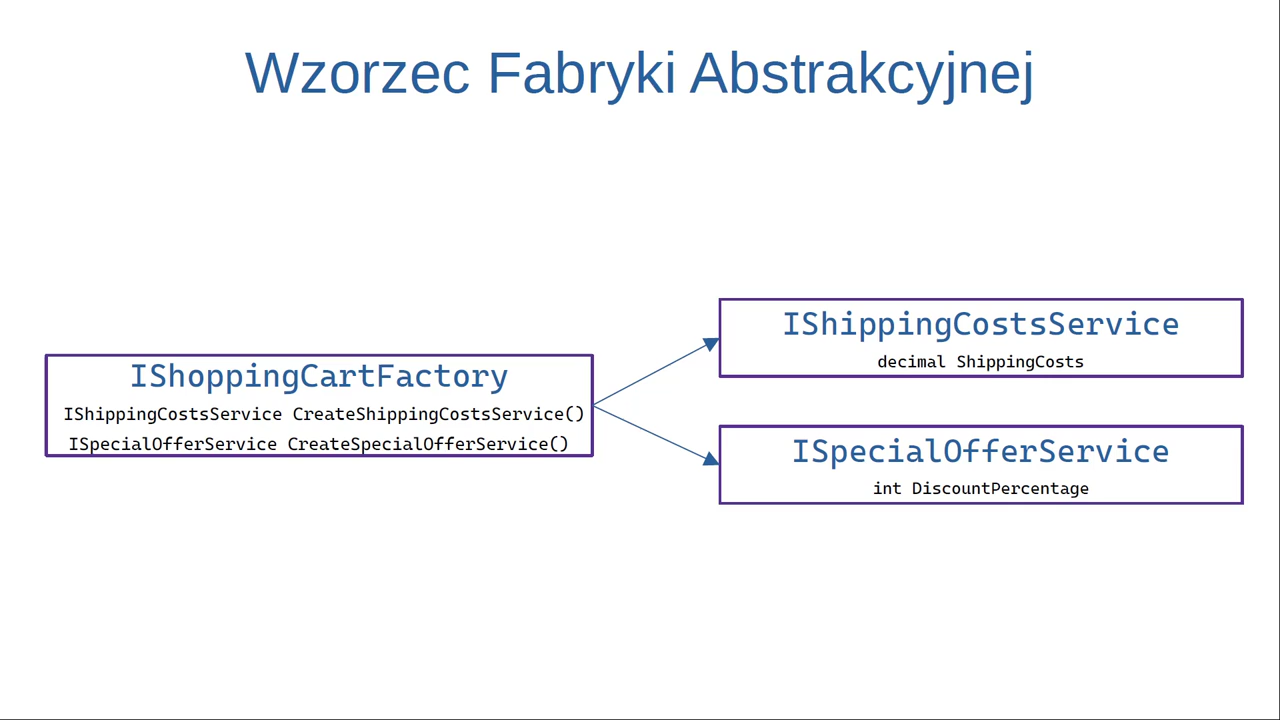 Wzorzec Fabryki Abstrakcyjnej
IShoppingCartFactory
IShippingCostsService CreateShippingCostsService()
ISpecialOfferService CreateSpecialOfferService()
IShippingCostsService
decimal ShippingCosts
ISpecialOfferService
int DiscountPercentage